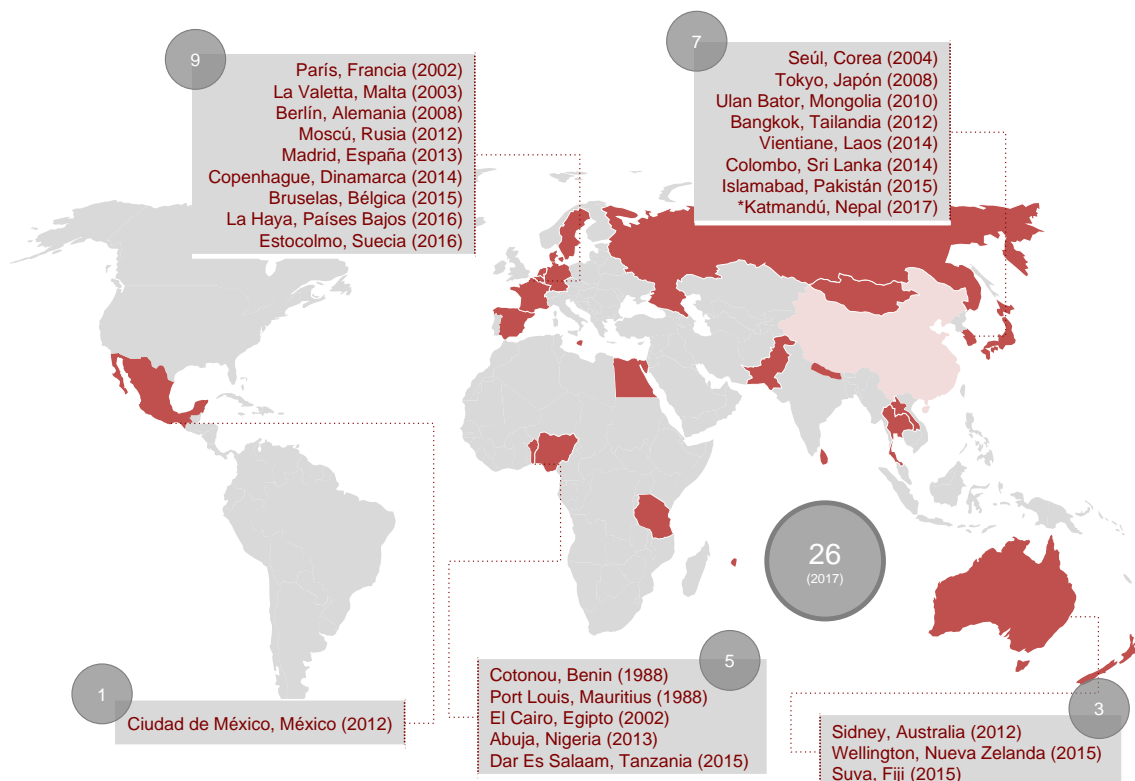 9
París, Francia (2002)
La Valetta, Malta (2003)
Berlín, Alemania (2008)
Moscú, Rusia (2012)
Madrid, España (2013)
Copenhague, Dinamarca (2014)
Bruselas, Bélgica (2015)
La Haya, Países Bajos (2016)
Estocolmo, Suecia (2016)
7
Seúl, Corea (2004)
Tokyo, Japón (2008)
Ulan Bator, Mongolia (2010)
Bangkok, Tailandia (2012)
Vientiane, Laos (2014)
Colombo, Sri Lanka (2014)
Islamabad, Pakistán (2015)
*Katmandú, Nepal (2017)
26
(2017)
1
Ciudad de México, México (2012)
5
Cotonou, Benin (1988)
Port Louis, Mauritius (1988)
El Cairo, Egipto (2002)
Abuja, Nigeria (2013)
Dar Es Salaam, Tanzania (2015)
3
Sidney, Australia (2012)
Wellington, Nueva Zelanda (2015)
Suva, Fiji (2015)